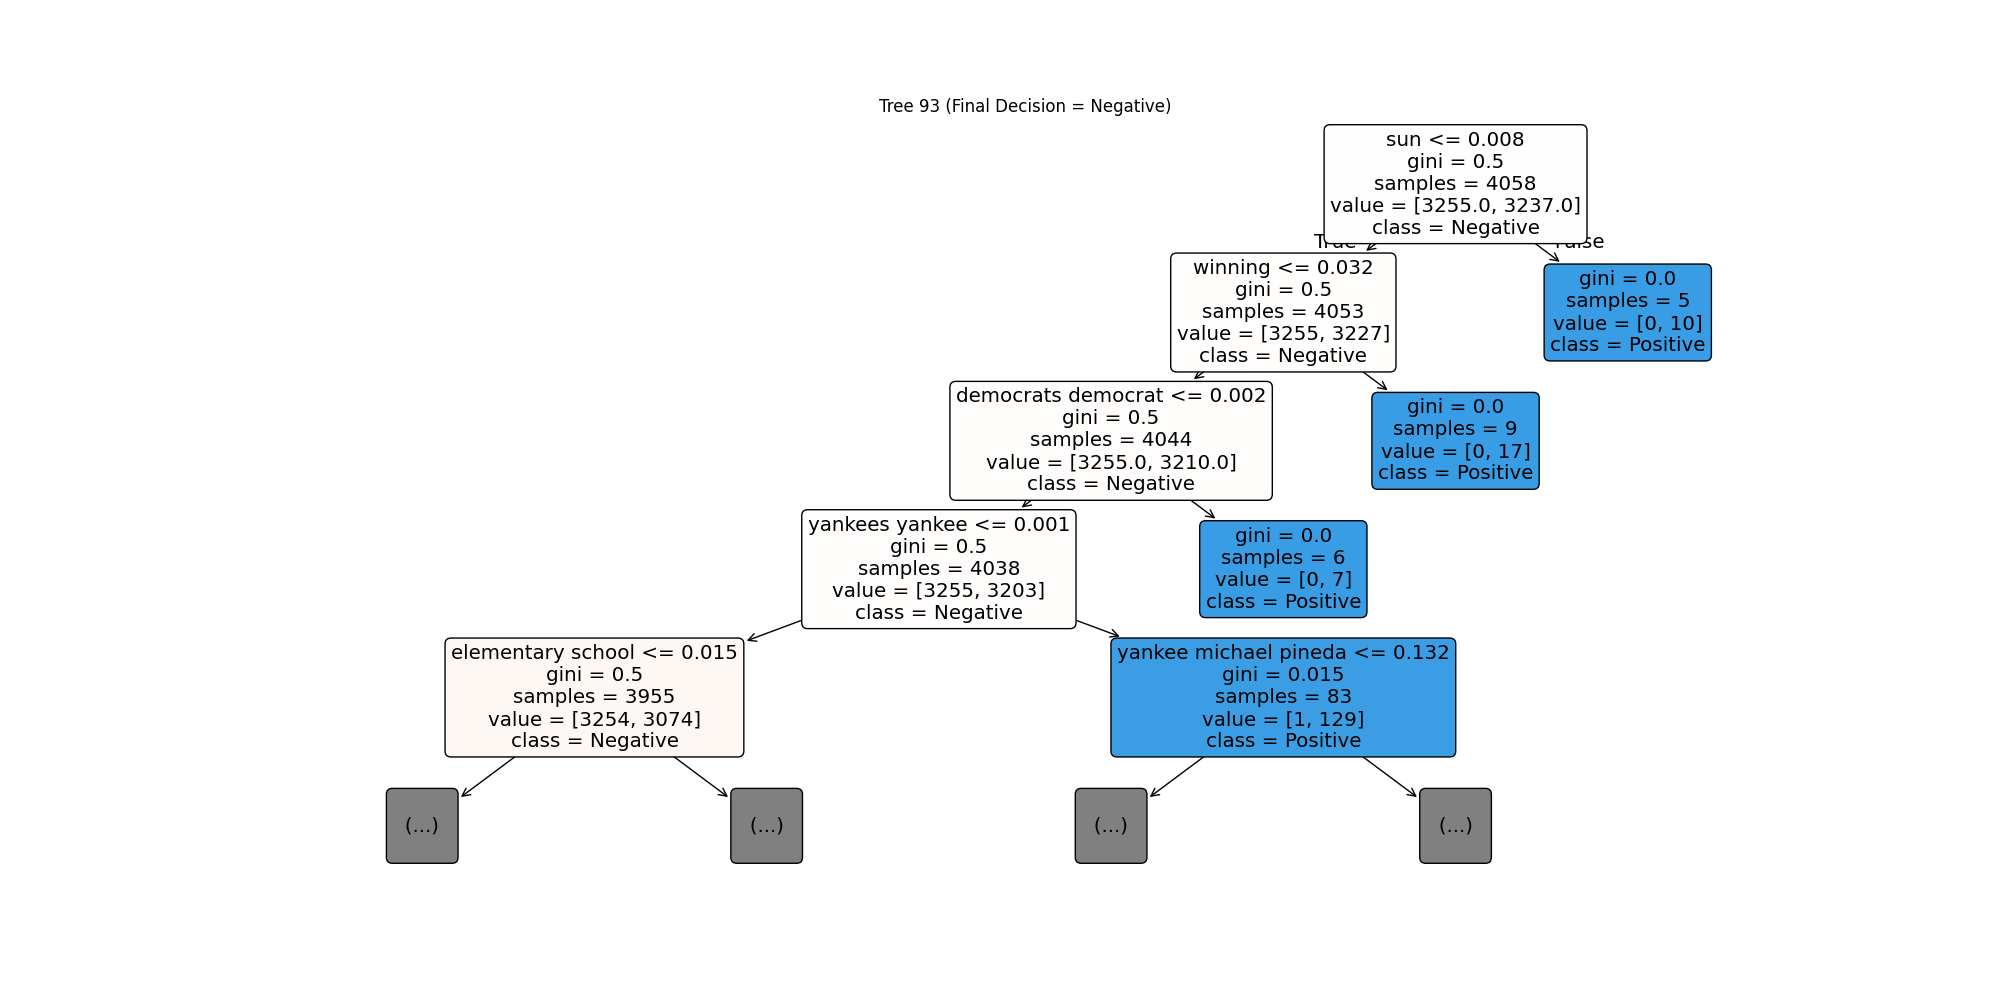 Tree 93 (Final Decision = Negative)
sun <= 0.008
gini = 0.5
samples = 4058
value = [3255.0, 3237.0]
class = Negative
True
False
winning <= 0.032
gini = 0.5
samples = 4053
value = [3255, 3227]
class = Negative
gini = 0.0
samples = 5
value = [0, 10]
class = Positive
democrats democrat <= 0.002
gini = 0.5
samples = 4044
value = [3255.0, 3210.0]
class = Negative
gini = 0.0
samples = 9
value = [0, 17]
class = Positive
yankees yankee <= 0.001
gini = 0.5
samples = 4038
value = [3255, 3203]
class = Negative
gini = 0.0
samples = 6
value = [0, 7]
class = Positive
elementary school <= 0.015
gini = 0.5
samples = 3955
value = [3254, 3074]
class = Negative
yankee michael pineda <= 0.132
gini = 0.015
samples = 83
value = [1, 129]
class = Positive
(...)
(...)
(...)
(...)